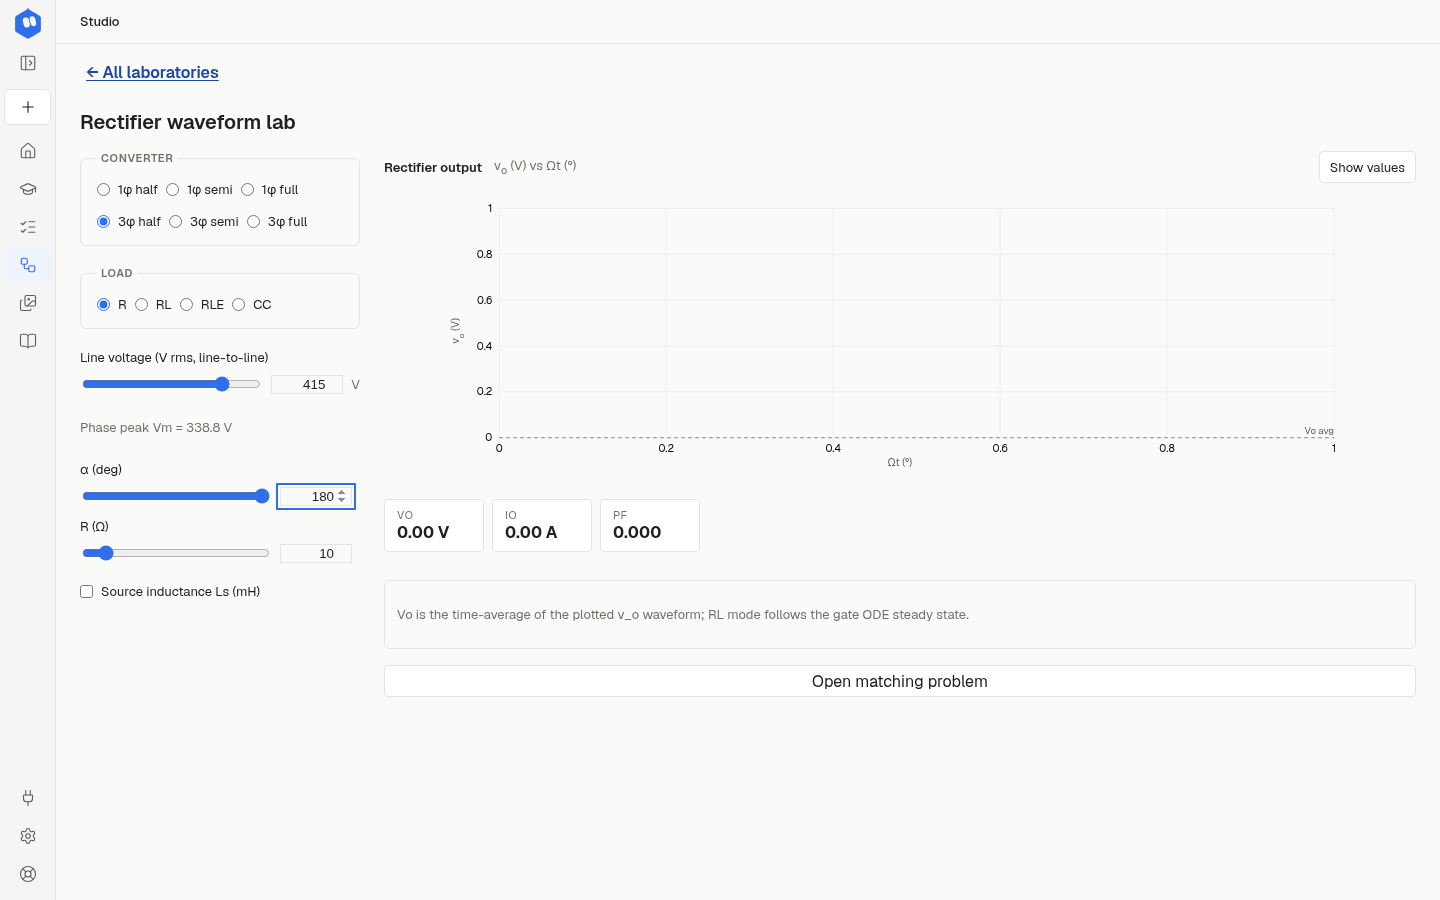 Studio
← All laboratories
Rectifier waveform lab
CONVERTER
1φ half 1φ semi 1φ full
3φ half 3φ semi 3φ full
LOAD
R RL RLE CC
Line voltage (V rms, line-to-line)
415 V
Phase peak Vm = 338.8 V
α (deg)
180
R (Ω)
10
Source inductance Ls (mH)
Rectifier output vo (V) vs Ωt (°)
Show values
1
0.8
0.6
0.4
0.2
0
vo (V)
Vo avg
0 0.2 0.4 0.6 0.8 1
Ωt (°)
VO
0.00 V
IO
0.00 A
PF
0.000
Vo is the time-average of the plotted v_o waveform; RL mode follows the gate ODE steady state.
Open matching problem